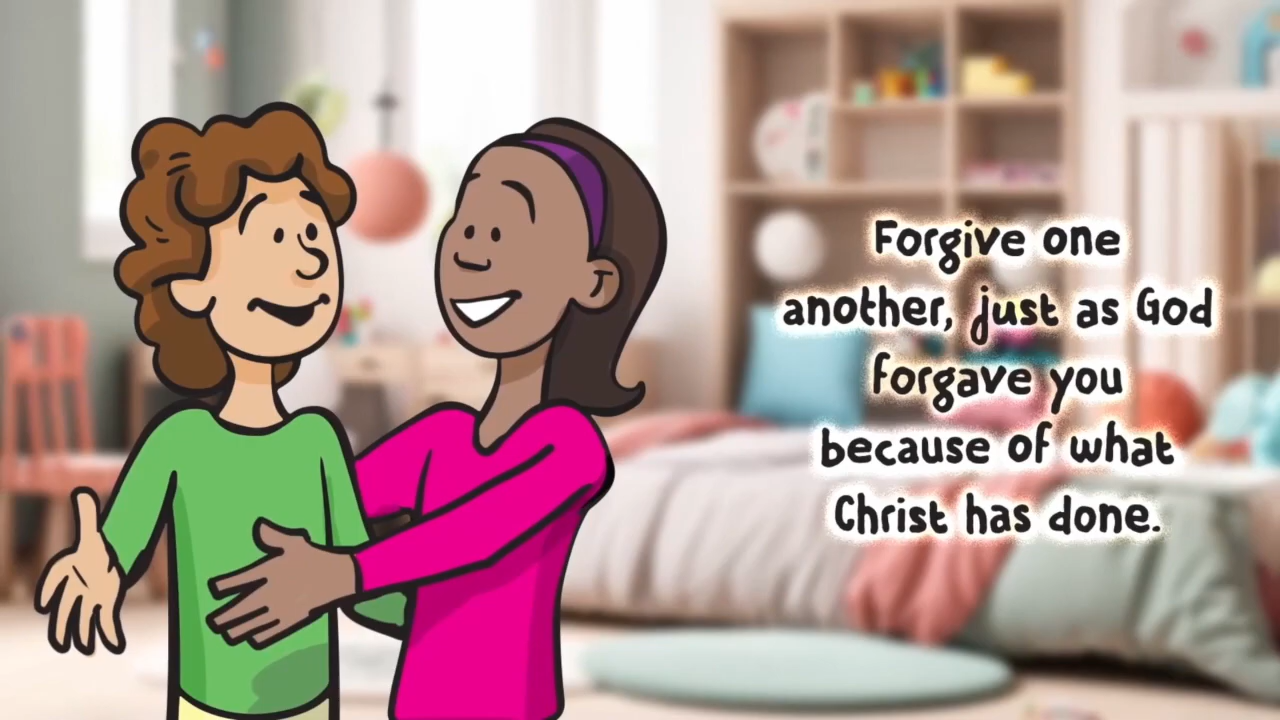 Forgive one
another, just as God
forgave you
because of what
Christ has done.